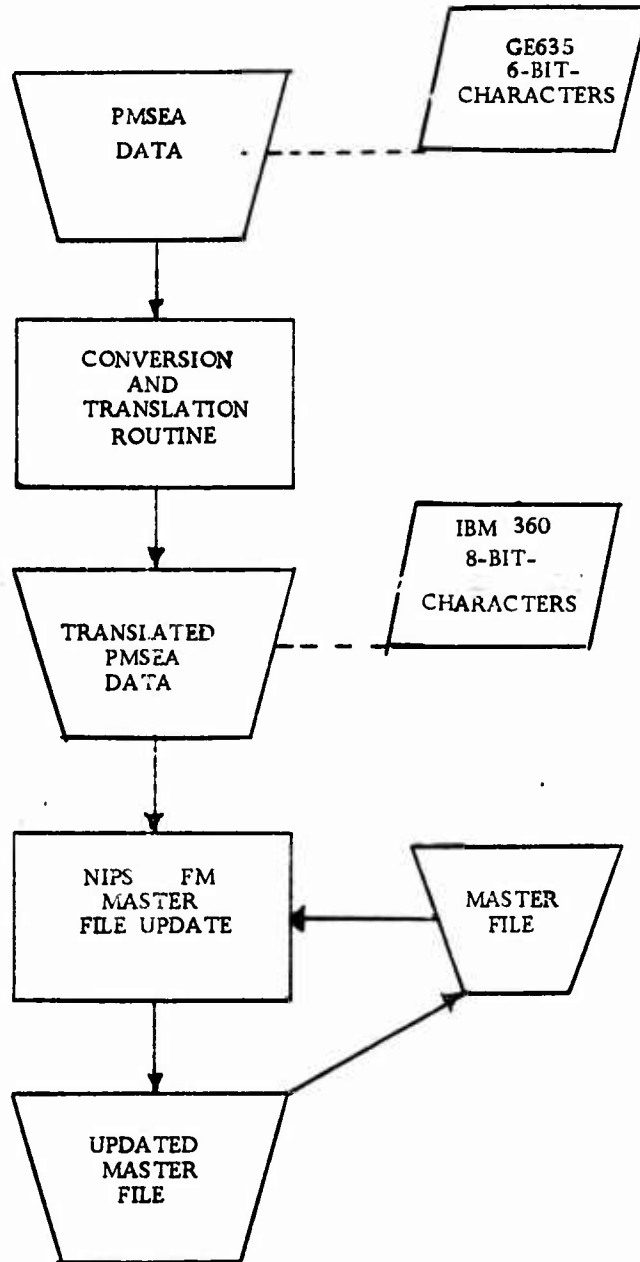 GE635
6-BIT-
CHARACTERS
PMSEA
DATA
CONVERSION
AND
TRANSLATION
ROUTINE
IBM 360
8-BIT-
CHARACTERS
TRANSLATED
PMSEA
DATA
NIPS FM
MASTER
FILE UPDATE
MASTER
FILE
UPDATED
MASTER
FILE